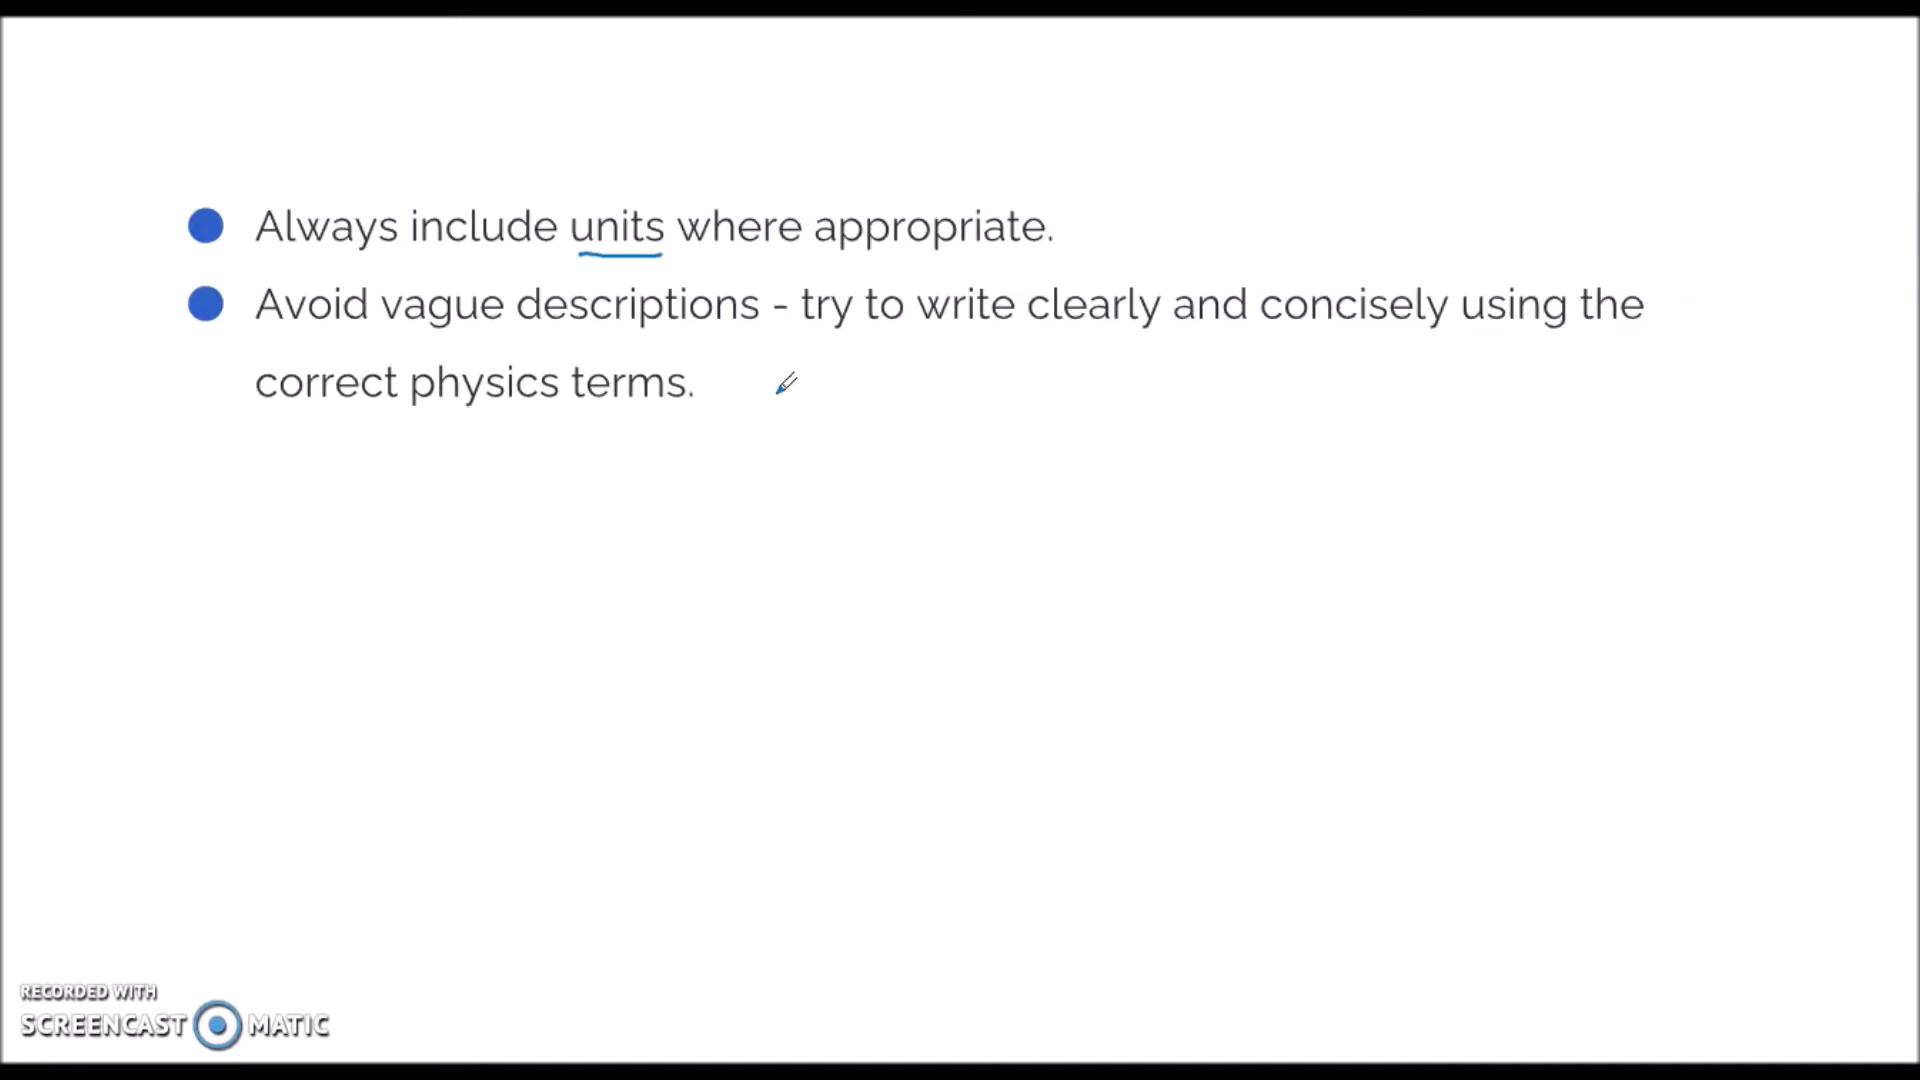 Always include units where appropriate.
Avoid vague descriptions - try to write clearly and concisely using the
correct physics terms.
RECORDED WITH
SCREENCAST MATIC